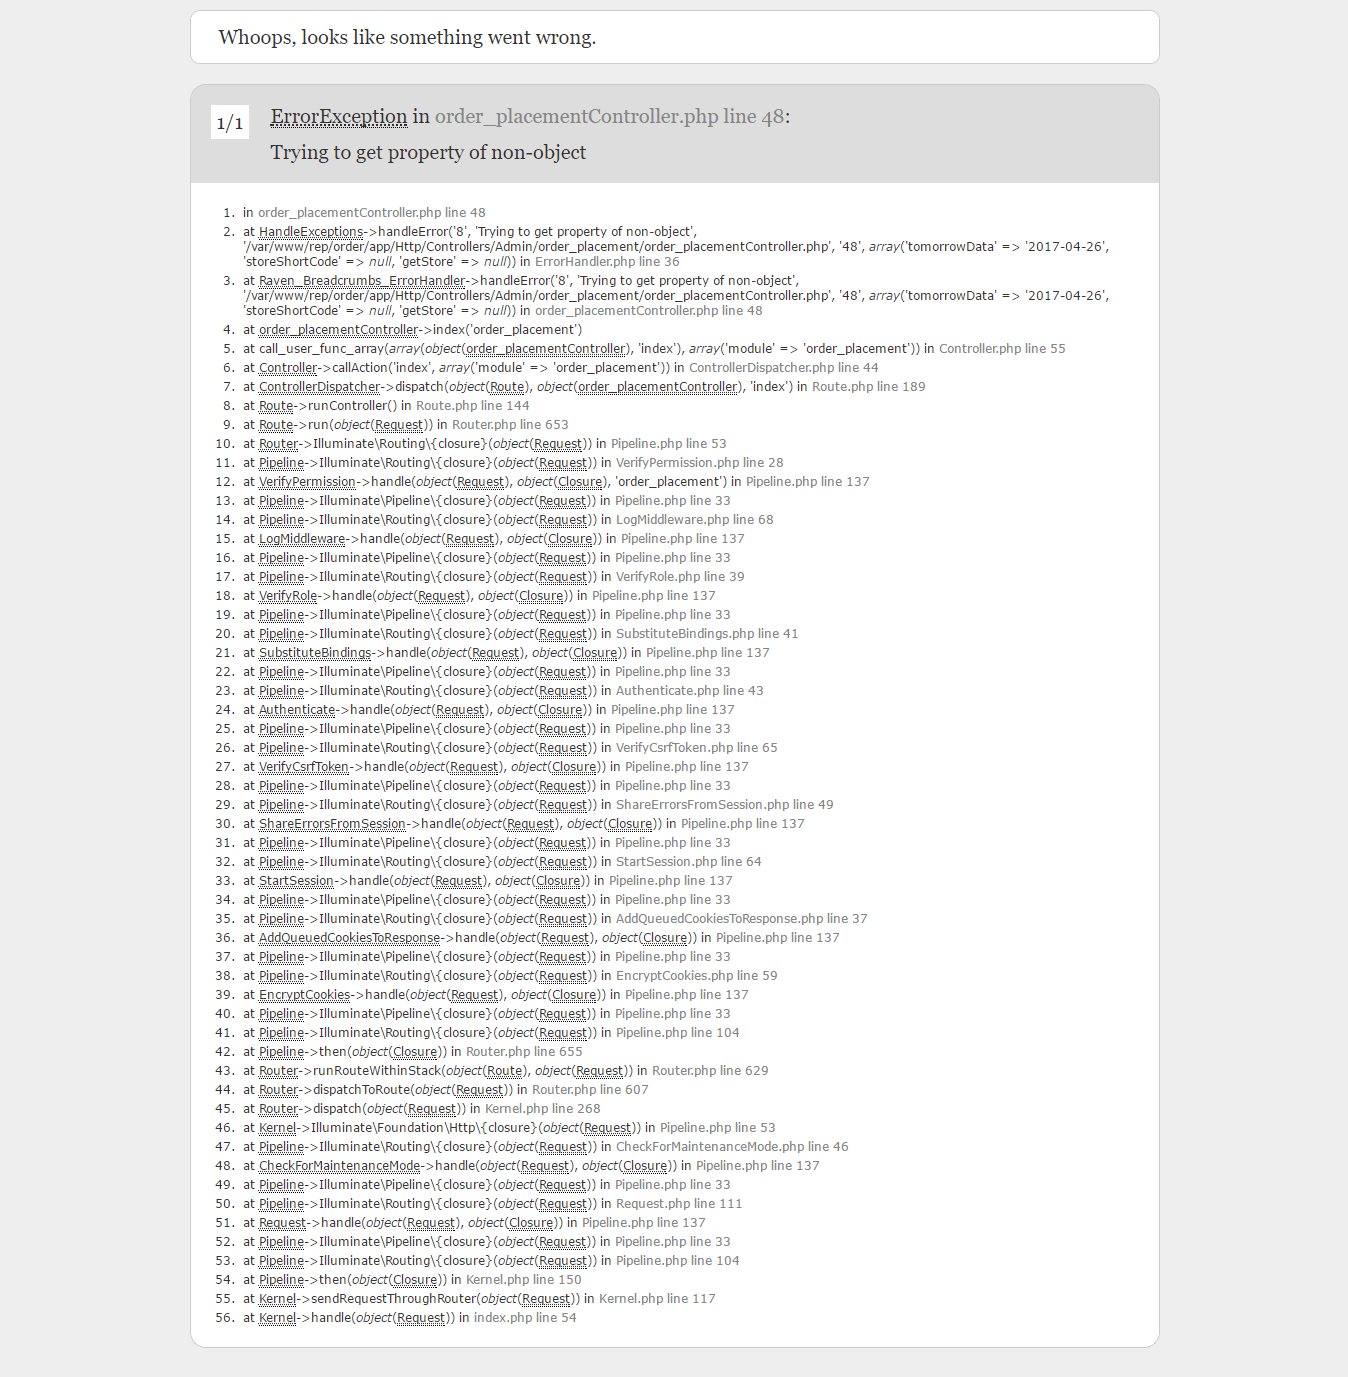 Whoops, looks like something went wrong.
1/1
ErrorException in order_placementController.php line 48:
Trying to get property of non-object
1. in order_placementController.php line 48
2. at HandleExceptions->handleError('8', 'Trying to get property of non-object',
'/var/www/rep/order/app/Http/Controllers/Admin/order_placement/order_placementController.php', '48', array('tomorrowData' => '2017-04-26',
'storeShortCode' => null, 'getStore' => null)) in ErrorHandler.php line 36
3. at Raven_Breadcrumbs_ErrorHandler->handleError('8', 'Trying to get property of non-object',
'/var/www/rep/order/app/Http/Controllers/Admin/order_placement/order_placementController.php', '48', array('tomorrowData' => '2017-04-26',
'storeShortCode' => null, 'getStore' => null)) in order_placementController.php line 48
4. at order_placementController->index('order_placement')
5. at call_user_func_array(array(object(order_placementController), 'index'), array('module' => 'order_placement')) in Controller.php line 55
6. at Controller->callAction('index', array('module' => 'order_placement')) in ControllerDispatcher.php line 44
7. at ControllerDispatcher->dispatch(object(Route), object(order_placementController), 'index') in Route.php line 189
8. at Route->runController() in Route.php line 144
9. at Route->run(object(Request)) in Router.php line 653
10. at Router->Illuminate\Routing\{closure}(object(Request)) in Pipeline.php line 53
11. at Pipeline->Illuminate\Routing\{closure}(object(Request)) in VerifyPermission.php line 28
12. at VerifyPermission->handle(object(Request), object(Closure), 'order_placement') in Pipeline.php line 137
13. at Pipeline->Illuminate\Pipeline\{closure}(object(Request)) in Pipeline.php line 33
14. at Pipeline->Illuminate\Routing\{closure}(object(Request)) in LogMiddleware.php line 68
15. at LogMiddleware->handle(object(Request), object(Closure)) in Pipeline.php line 137
16. at Pipeline->Illuminate\Pipeline\{closure}(object(Request)) in Pipeline.php line 33
17. at Pipeline->Illuminate\Routing\{closure}(object(Request)) in VerifyRole.php line 39
18. at VerifyRole->handle(object(Request), object(Closure)) in Pipeline.php line 137
19. at Pipeline->Illuminate\Pipeline\{closure}(object(Request)) in Pipeline.php line 33
20. at Pipeline->Illuminate\Routing\{closure}(object(Request)) in SubstituteBindings.php line 41
21. at SubstituteBindings->handle(object(Request), object(Closure)) in Pipeline.php line 137
22. at Pipeline->Illuminate\Pipeline\{closure}(object(Request)) in Pipeline.php line 33
23. at Pipeline->Illuminate\Routing\{closure}(object(Request)) in Authenticate.php line 43
24. at Authenticate->handle(object(Request), object(Closure)) in Pipeline.php line 137
25. at Pipeline->Illuminate\Pipeline\{closure}(object(Request)) in Pipeline.php line 33
26. at Pipeline->Illuminate\Routing\{closure}(object(Request)) in VerifyCsrfToken.php line 65
27. at VerifyCsrfToken->handle(object(Request), object(Closure)) in Pipeline.php line 137
28. at Pipeline->Illuminate\Pipeline\{closure}(object(Request)) in Pipeline.php line 33
29. at Pipeline->Illuminate\Routing\{closure}(object(Request)) in ShareErrorsFromSession.php line 49
30. at ShareErrorsFromSession->handle(object(Request), object(Closure)) in Pipeline.php line 137
31. at Pipeline->Illuminate\Pipeline\{closure}(object(Request)) in Pipeline.php line 33
32. at Pipeline->Illuminate\Routing\{closure}(object(Request)) in StartSession.php line 64
33. at StartSession->handle(object(Request), object(Closure)) in Pipeline.php line 137
34. at Pipeline->Illuminate\Pipeline\{closure}(object(Request)) in Pipeline.php line 33
35. at Pipeline->Illuminate\Routing\{closure}(object(Request)) in AddQueuedCookiesToResponse.php line 37
36. at AddQueuedCookiesToResponse->handle(object(Request), object(Closure)) in Pipeline.php line 137
37. at Pipeline->Illuminate\Pipeline\{closure}(object(Request)) in Pipeline.php line 33
38. at Pipeline->Illuminate\Routing\{closure}(object(Request)) in EncryptCookies.php line 59
39. at EncryptCookies->handle(object(Request), object(Closure)) in Pipeline.php line 137
40. at Pipeline->Illuminate\Pipeline\{closure}(object(Request)) in Pipeline.php line 33
41. at Pipeline->Illuminate\Routing\{closure}(object(Request)) in Pipeline.php line 104
42. at Pipeline->then(object(Closure)) in Router.php line 655
43. at Router->runRouteWithinStack(object(Route), object(Request)) in Router.php line 629
44. at Router->dispatchToRoute(object(Request)) in Router.php line 607
45. at Router->dispatch(object(Request)) in Kernel.php line 268
46. at Kernel->Illuminate\Foundation\Http\{closure}(object(Request)) in Pipeline.php line 53
47. at Pipeline->Illuminate\Routing\{closure}(object(Request)) in CheckForMaintenanceMode.php line 46
48. at CheckForMaintenanceMode->handle(object(Request), object(Closure)) in Pipeline.php line 137
49. at Pipeline->Illuminate\Pipeline\{closure}(object(Request)) in Pipeline.php line 33
50. at Pipeline->Illuminate\Routing\{closure}(object(Request)) in Request.php line 111
51. at Request->handle(object(Request), object(Closure)) in Pipeline.php line 137
52. at Pipeline->Illuminate\Pipeline\{closure}(object(Request)) in Pipeline.php line 33
53. at Pipeline->Illuminate\Routing\{closure}(object(Request)) in Pipeline.php line 104
54. at Pipeline->then(object(Closure)) in Kernel.php line 150
55. at Kernel->sendRequestThroughRouter(object(Request)) in Kernel.php line 117
56. at Kernel->handle(object(Request)) in index.php line 54